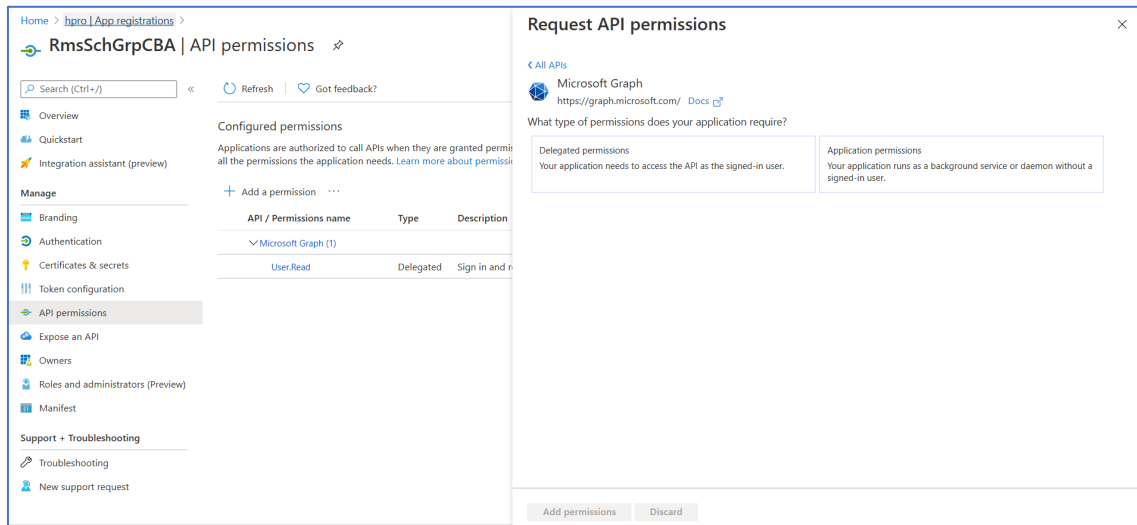 Home > hpro | App registrations >
RmsSchGrpCBA | API permissions
Search (Ctrl+/)
«
Overview
Quickstart
Integration assistant (preview)
Manage
Branding
Authentication
Certificates & secrets
Token configuration
API permissions
Expose an API
Owners
Roles and administrators (Preview)
Manifest
Support + Troubleshooting
Troubleshooting
New support request
Refresh
Got feedback?
Configured permissions
Applications are authorized to call APIs when they are granted permis
all the permissions the application needs. Learn more about permissi
+ Add a permission ···
API / Permissions name Type Description
Microsoft Graph (1)
User.Read Delegated Sign in and r
Request API permissions
< All APIs
Microsoft Graph
https://graph.microsoft.com/ Docs
What type of permissions does your application require?
Delegated permissions
Your application needs to access the API as the signed-in user.
Application permissions
Your application runs as a background service or daemon without a
signed-in user.
Add permissions
Discard